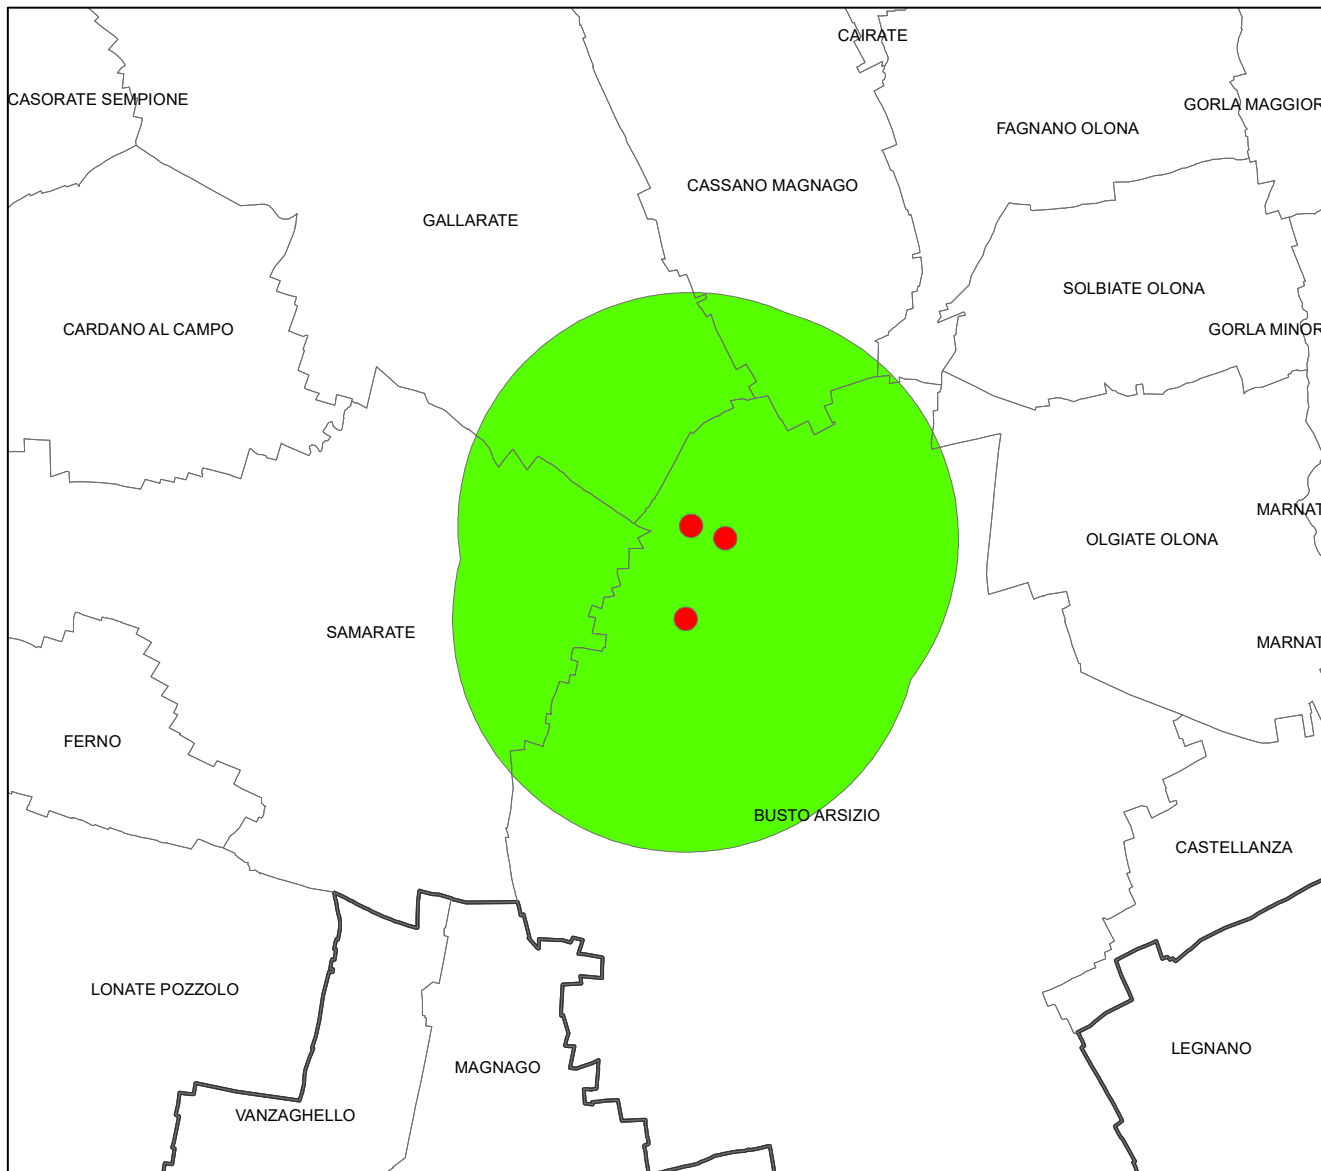 CAIRATE
CASORATE SEMPIONE
GORLA MAGGIOR
FAGNANO OLONA
CASSANO MAGNAGO
GALLARATE
SOLBIATE OLONA
CARDANO AL CAMPO
GORLA MINOR
MARNAT
OLGIATE OLONA
SAMARATE
MARNAT
FERNO
BUSTO ARSIZIO
CASTELLANZA
LONATE POZZOLO
LEGNANO
MAGNAGO
VANZAGHELLO